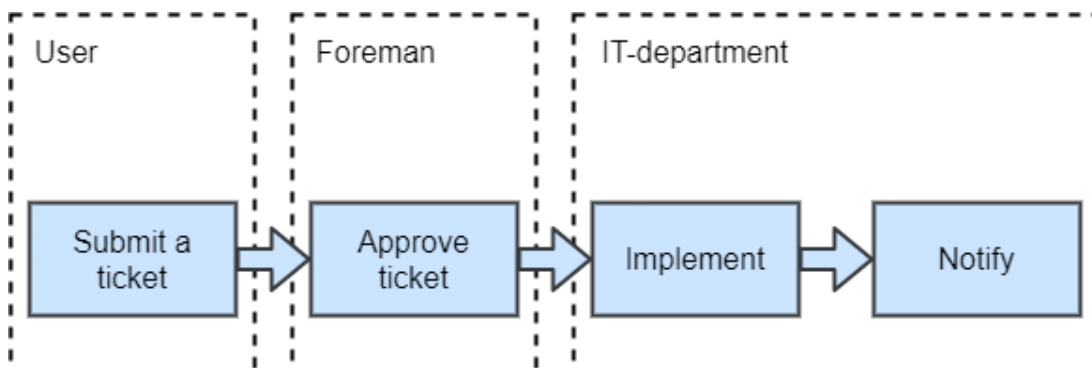 User
Foreman
IT-department
Submit a
ticket
Approve
ticket
Implement
Notify